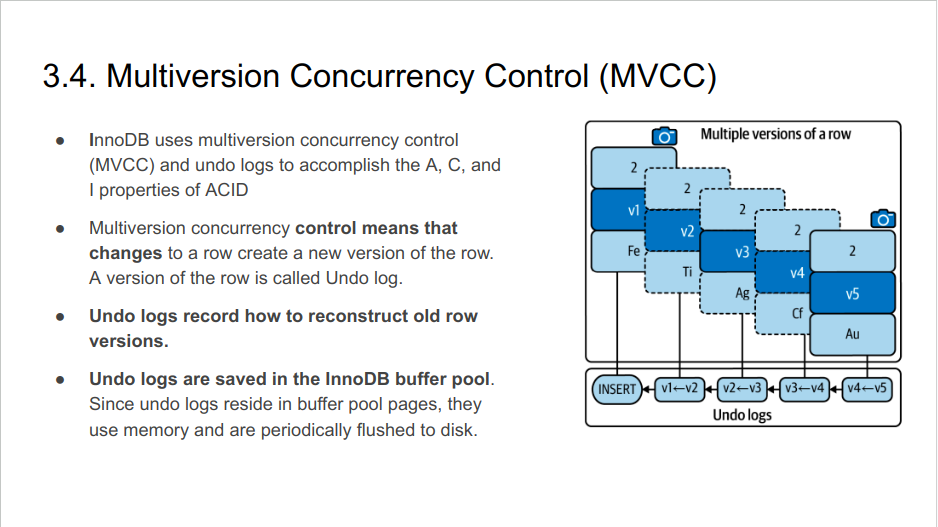 3.4. Multiversion Concurrency Control (MVCC)
● InnoDB uses multiversion concurrency control
(MVCC) and undo logs to accomplish the A, C, and
I properties of ACID
● Multiversion concurrency control means that
changes to a row create a new version of the row.
A version of the row is called Undo log.
● Undo logs record how to reconstruct old row
versions.
● Undo logs are saved in the InnoDB buffer pool.
Since undo logs reside in buffer pool pages, they
use memory and are periodically flushed to disk.
Multiple versions of a row
2
v1
Fe
2
v2
Ti
2
v3
Ag
2
v4
Cf
2
v5
Au
INSERT
v1←v2
v2←v3
v3←v4
v4←v5
Undo logs